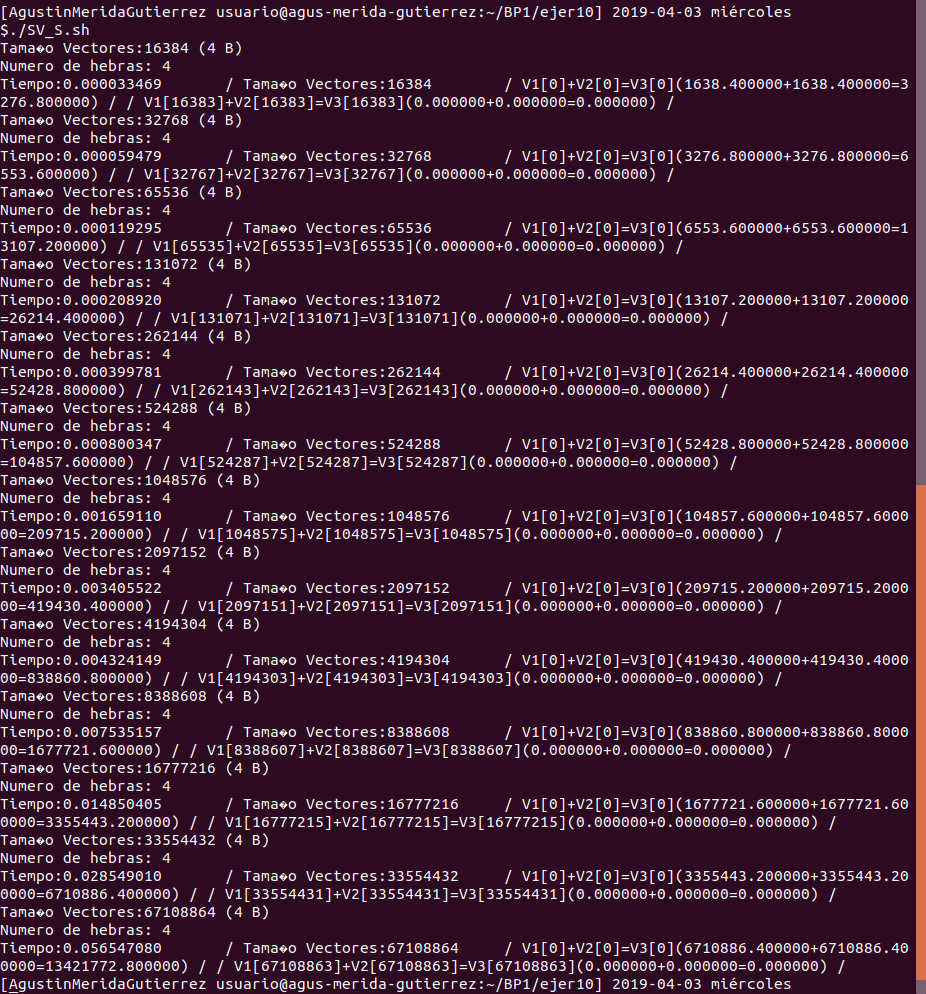 [AgustinMeridaGutierrez usuario@agus-merida-gutierrez:~/BP1/ejer10] 2019-04-03 miércoles
$./SV_S.sh
Tama�o Vectores:16384 (4 B)
Numero de hebras: 4
Tiempo:0.000033469       / Tama�o Vectores:16384        / V1[0]+V2[0]=V3[0](1638.400000+1638.400000=3
276.800000) / / V1[16383]+V2[16383]=V3[16383](0.000000+0.000000=0.000000) /
Tama�o Vectores:32768 (4 B)
Numero de hebras: 4
Tiempo:0.000059479       / Tama�o Vectores:32768        / V1[0]+V2[0]=V3[0](3276.800000+3276.800000=6
553.600000) / / V1[32767]+V2[32767]=V3[32767](0.000000+0.000000=0.000000) /
Tama�o Vectores:65536 (4 B)
Numero de hebras: 4
Tiempo:0.000119295       / Tama�o Vectores:65536        / V1[0]+V2[0]=V3[0](6553.600000+6553.600000=1
3107.200000) / / V1[65535]+V2[65535]=V3[65535](0.000000+0.000000=0.000000) /
Tama�o Vectores:131072 (4 B)
Numero de hebras: 4
Tiempo:0.000208920       / Tama�o Vectores:131072       / V1[0]+V2[0]=V3[0](13107.200000+13107.200000
=26214.400000) / / V1[131071]+V2[131071]=V3[131071](0.000000+0.000000=0.000000) /
Tama�o Vectores:262144 (4 B)
Numero de hebras: 4
Tiempo:0.000399781       / Tama�o Vectores:262144       / V1[0]+V2[0]=V3[0](26214.400000+26214.400000
=52428.800000) / / V1[262143]+V2[262143]=V3[262143](0.000000+0.000000=0.000000) /
Tama�o Vectores:524288 (4 B)
Numero de hebras: 4
Tiempo:0.000800347       / Tama�o Vectores:524288       / V1[0]+V2[0]=V3[0](52428.800000+52428.800000
=104857.600000) / / V1[524287]+V2[524287]=V3[524287](0.000000+0.000000=0.000000) /
Tama�o Vectores:1048576 (4 B)
Numero de hebras: 4
Tiempo:0.001659110       / Tama�o Vectores:1048576      / V1[0]+V2[0]=V3[0](104857.600000+104857.6000
00=209715.200000) / / V1[1048575]+V2[1048575]=V3[1048575](0.000000+0.000000=0.000000) /
Tama�o Vectores:2097152 (4 B)
Numero de hebras: 4
Tiempo:0.003405522       / Tama�o Vectores:2097152      / V1[0]+V2[0]=V3[0](209715.200000+209715.2000
00=419430.400000) / / V1[2097151]+V2[2097151]=V3[2097151](0.000000+0.000000=0.000000) /
Tama�o Vectores:4194304 (4 B)
Numero de hebras: 4
Tiempo:0.004324149       / Tama�o Vectores:4194304      / V1[0]+V2[0]=V3[0](419430.400000+419430.4000
00=838860.800000) / / V1[4194303]+V2[4194303]=V3[4194303](0.000000+0.000000=0.000000) /
Tama�o Vectores:8388608 (4 B)
Numero de hebras: 4
Tiempo:0.007535157       / Tama�o Vectores:8388608      / V1[0]+V2[0]=V3[0](838860.800000+838860.8000
00=1677721.600000) / / V1[8388607]+V2[8388607]=V3[8388607](0.000000+0.000000=0.000000) /
Tama�o Vectores:16777216 (4 B)
Numero de hebras: 4
Tiempo:0.014850405       / Tama�o Vectores:16777216     / V1[0]+V2[0]=V3[0](1677721.600000+1677721.60
0000=3355443.200000) / / V1[16777215]+V2[16777215]=V3[16777215](0.000000+0.000000=0.000000) /
Tama�o Vectores:33554432 (4 B)
Numero de hebras: 4
Tiempo:0.028549010       / Tama�o Vectores:33554432     / V1[0]+V2[0]=V3[0](3355443.200000+3355443.20
0000=6710886.400000) / / V1[33554431]+V2[33554431]=V3[33554431](0.000000+0.000000=0.000000) /
Tama�o Vectores:67108864 (4 B)
Numero de hebras: 4
Tiempo:0.056547080       / Tama�o Vectores:67108864     / V1[0]+V2[0]=V3[0](6710886.400000+6710886.40
0000=13421772.800000) / / V1[67108863]+V2[67108863]=V3[67108863](0.000000+0.000000=0.000000) /
[AgustinMeridaGutierrez usuario@agus-merida-gutierrez:~/BP1/ejer10] 2019-04-03 miércoles